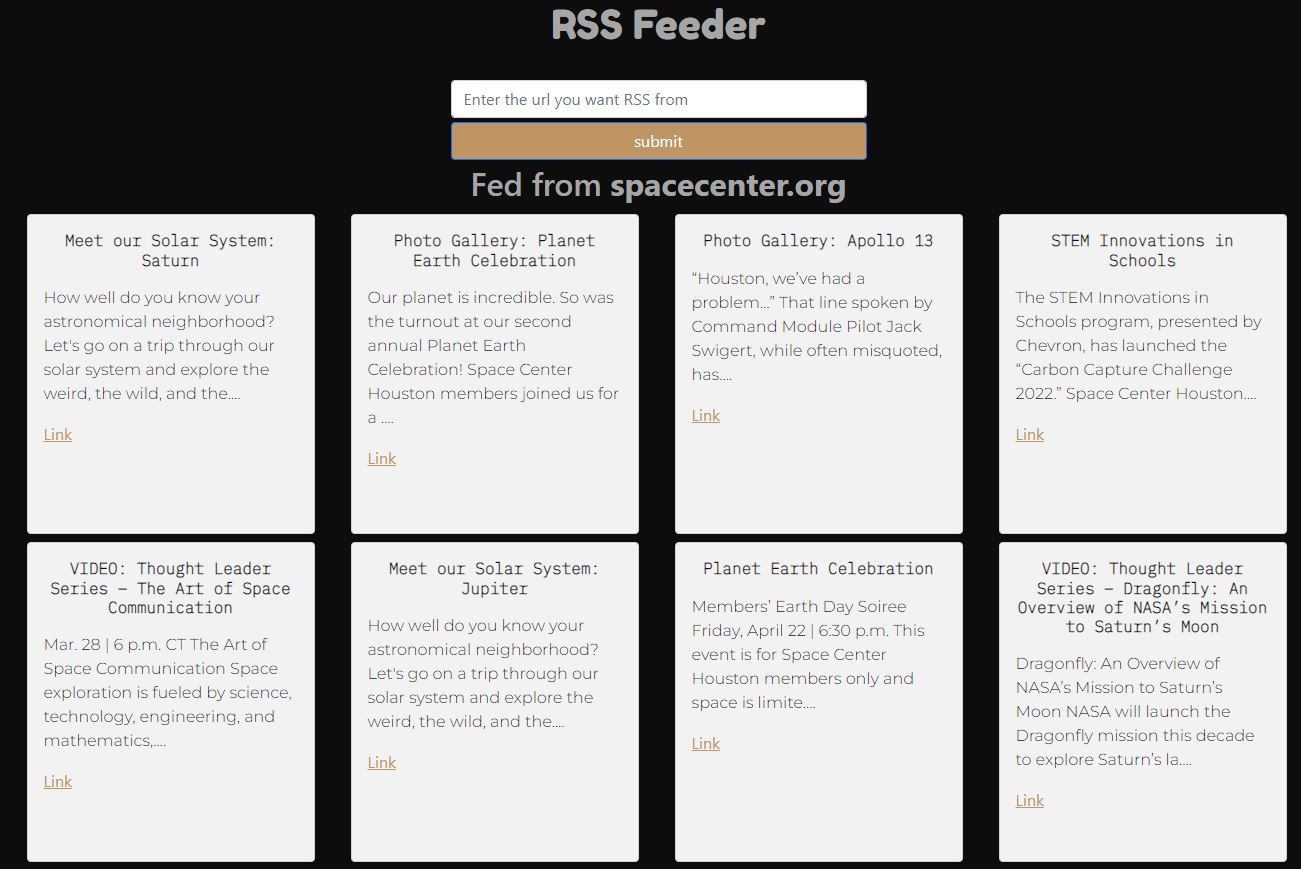 RSS Feeder
Enter the url you want RSS from
submit
Fed from spacecenter.org
Meet our Solar System:
Saturn
How well do you know your
astronomical neighborhood?
Let's go on a trip through our
solar system and explore the
weird, the wild, and the....
Link
Photo Gallery: Planet
Earth Celebration
Our planet is incredible. So was
the turnout at our second
annual Planet Earth
Celebration! Space Center
Houston members joined us for
a ....
Link
Photo Gallery: Apollo 13
“Houston, we’ve had a
problem…” That line spoken by
Command Module Pilot Jack
Swigert, while often misquoted,
has....
Link
STEM Innovations in
Schools
The STEM Innovations in
Schools program, presented by
Chevron, has launched the
“Carbon Capture Challenge
2022.” Space Center Houston....
Link
VIDEO: Thought Leader
Series – The Art of Space
Communication
Mar. 28 | 6 p.m. CT The Art of
Space Communication Space
exploration is fueled by science,
technology, engineering, and
mathematics,....
Link
Meet our Solar System:
Jupiter
How well do you know your
astronomical neighborhood?
Let's go on a trip through our
solar system and explore the
weird, the wild, and the....
Link
Planet Earth Celebration
Members’ Earth Day Soiree
Friday, April 22 | 6:30 p.m. This
event is for Space Center
Houston members only and
space is limite....
Link
VIDEO: Thought Leader
Series – Dragonfly: An
Overview of NASA’s Mission
to Saturn’s Moon
Dragonfly: An Overview of
NASA’s Mission to Saturn’s
Moon NASA will launch the
Dragonfly mission this decade
to explore Saturn’s la....
Link